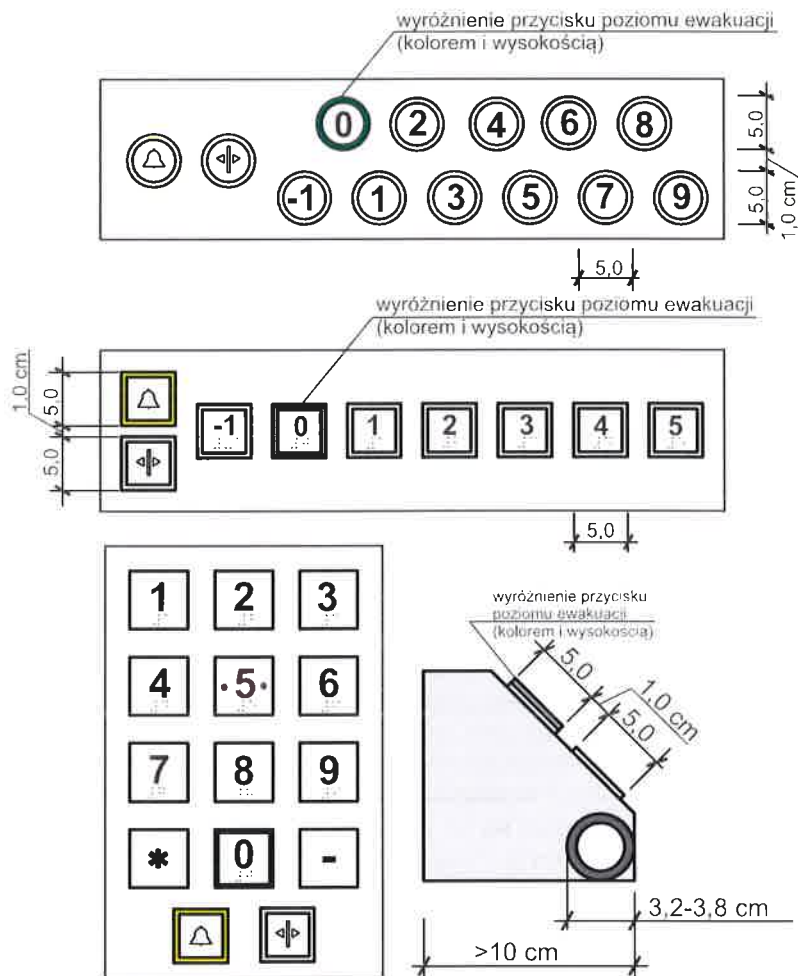 wyróżnienie przycisku poziomu ewakuacji
(kolorem i wysokością)
0 2 4 6 8
-1 1 3 5 7 9
5,0
5,0
1,0 cm
5,0
wyróżnienie przycisku poziomu ewakuacji
(kolorem i wysokością)
1,0 cm
5,0
5,0
-1 0 1 2 3 4 5
5,0
1 2 3
4 5 6
7 8 9
* 0 -
wyróżnienie przycisku
poziomu ewakuacji
(kolorem i wysokością)
5,0
1,0 cm
5,0
3,2-3,8 cm
>10 cm